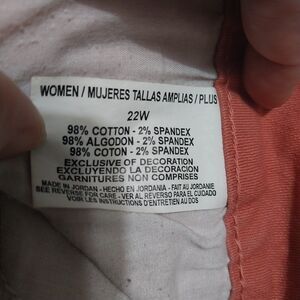 WOMEN / MUJERES TALLAS AMPLIAS / PLUS
22W
98% COTTON - 2% SPANDEX
98% ALGODON - 2% SPANDEX
98% COTON - 2% SPANDEX
EXCLUSIVE OF DECORATION
EXCLUYENDO LA DECORACION
GARNITURES NON COMPRISES
MADE IN JORDAN - HECHO EN JORDANIA - FAIT AU JORDANIE
SEE REVERSE FOR CARE - VER AL REVERSO PARA EL CUIDADO
VOIR LES INSTRUCTIONS D'ENTRETIEN AU DOS